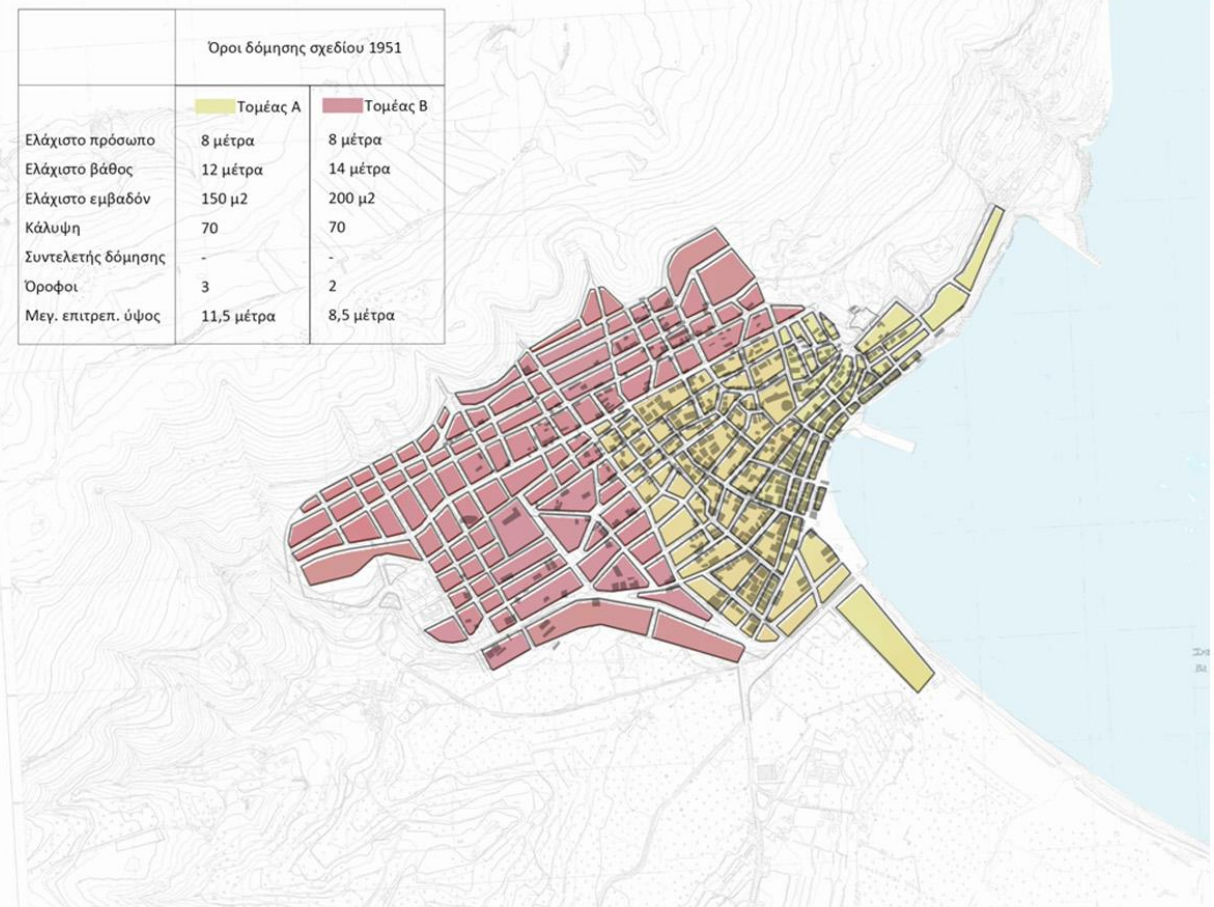 Όροι δόμησης σχεδίου 1951
Τομέας Α Τομέας Β
Ελάχιστο πρόσωπο 8 μέτρα 8 μέτρα
Ελάχιστο βάθος 12 μέτρα 14 μέτρα
Ελάχιστο εμβαδόν 150 μ2 200 μ2
Κάλυψη 70 70
Συντελετής δόμησης - -
Όροφοι 3 2
Μεγ. επιτρεπ. ύψος 11,5 μέτρα 8,5 μέτρα